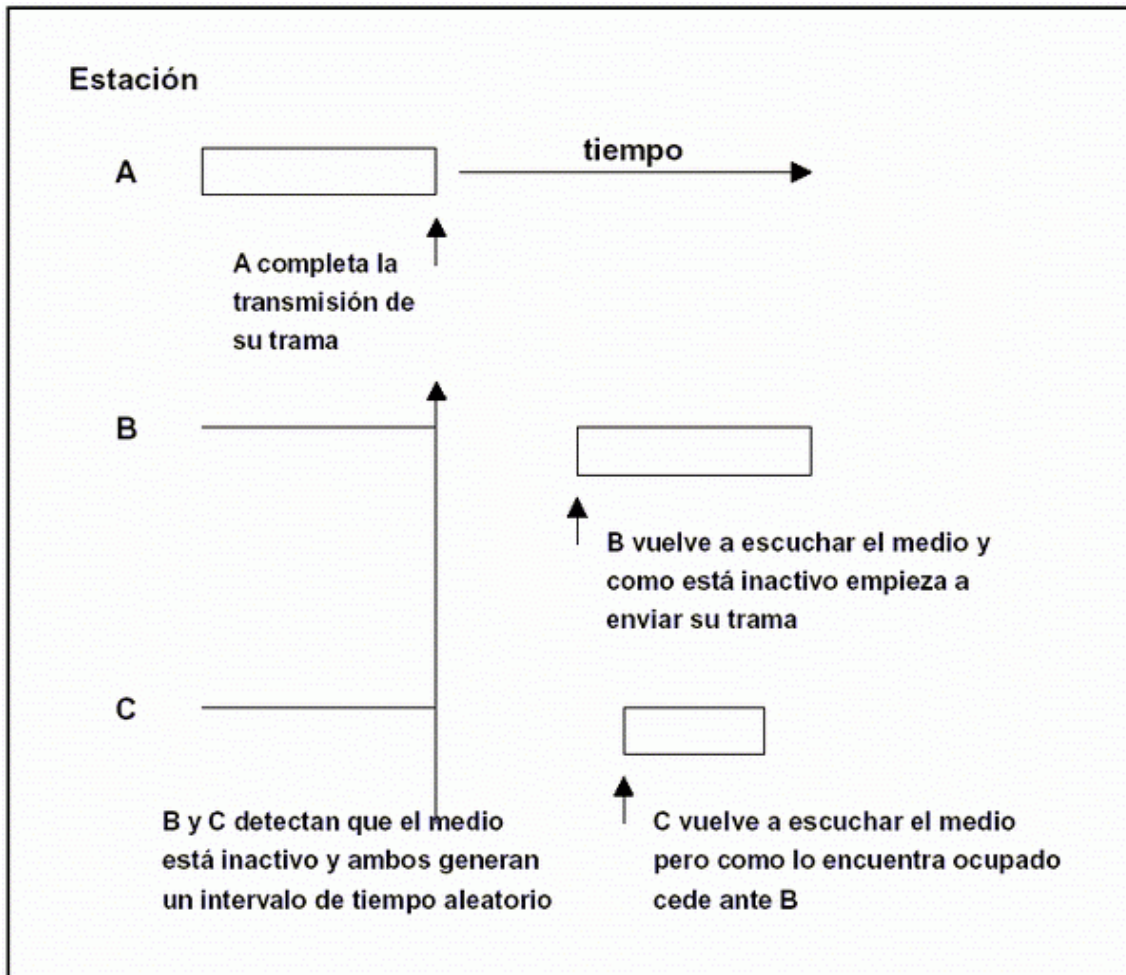 Estación
A
tiempo
A completa la
transmisión de
su trama
B
B vuelve a escuchar el medio y
como está inactivo empieza a
enviar su trama
C
B y C detectan que el medio
está inactivo y ambos generan
un intervalo de tiempo aleatorio
C vuelve a escuchar el medio
pero como lo encuentra ocupado
cede ante B